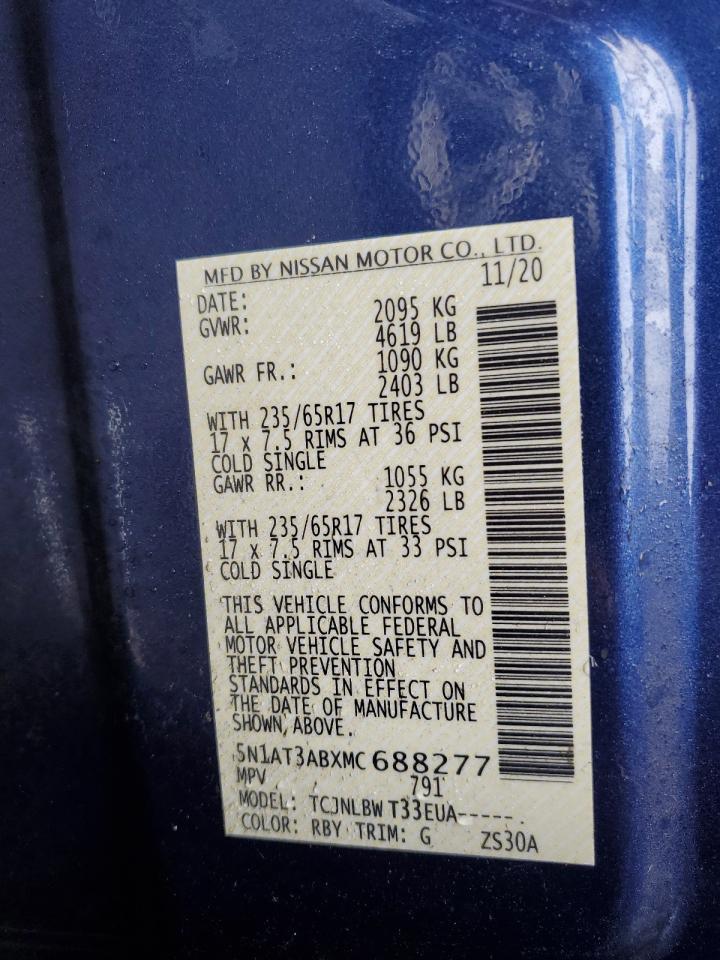 MFD BY NISSAN MOTOR CO., LTD.
DATE: 11/20
GVWR: 2095 KG
4619 LB
GAWR FR.: 1090 KG
2403 LB
WITH 235/65R17 TIRES
17 x 7.5 RIMS AT 36 PSI
COLD SINGLE
GAWR RR.: 1055 KG
2326 LB
WITH 235/65R17 TIRES
17 x 7.5 RIMS AT 33 PSI
COLD SINGLE
THIS VEHICLE CONFORMS TO
ALL APPLICABLE FEDERAL
MOTOR VEHICLE SAFETY AND
THEFT PREVENTION
STANDARDS IN EFFECT ON
THE DATE OF MANUFACTURE
SHOWN ABOVE.
5N1AT3ABXMC688277
MPV 791
MODEL: TCJNLBW T33EUA-----
COLOR: RBY TRIM: G ZS30A